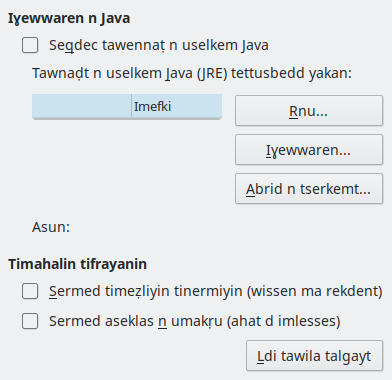 Iɣewwaren n Java
Seqdec tawennaṭ n uselkem Java
Tawnaḍt n uselkem Java (JRE) tettusbedd yakan:
Imefki
Rnu...
Iɣewwaren...
Abrid n tserkemt...
Asun:
Timahalin tifrayanin
Sermed timeẓliyin tinermiyin (wissen ma rekdent)
Sermed aseklas n umakṛu (ahat d imlesses)
Ldi tawila talgayt